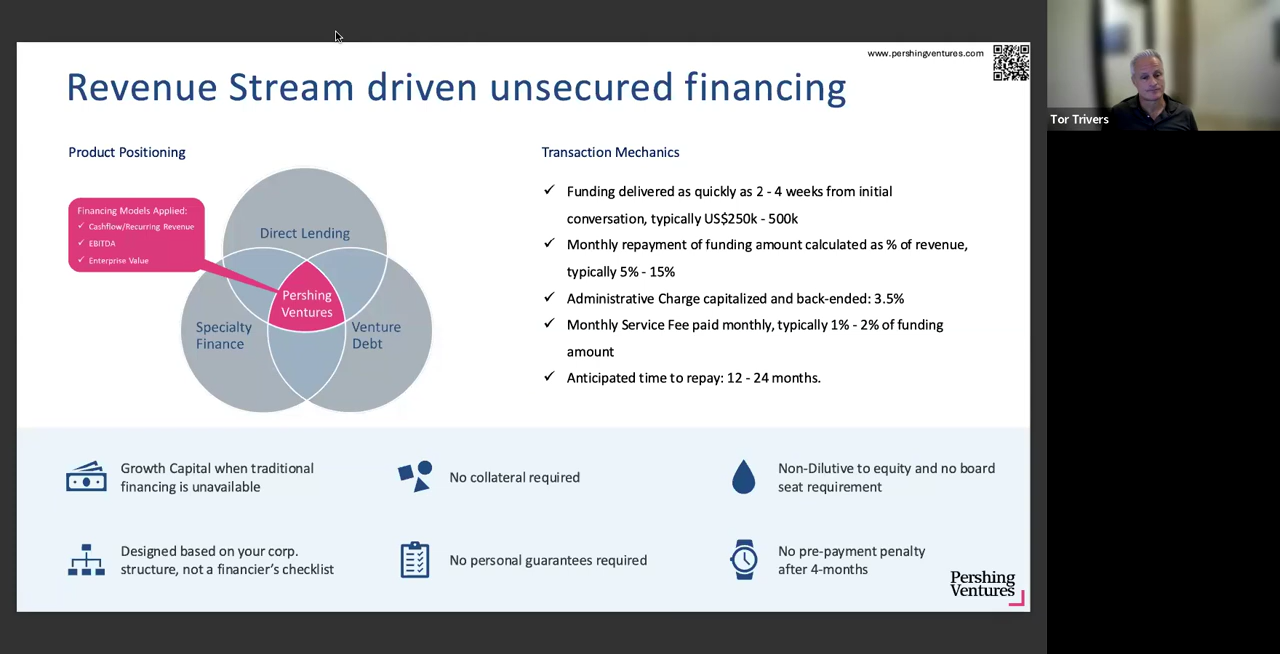 www.pershingventures.com
Revenue Stream driven unsecured financing
Product Positioning
Financing Models Applied:
✓ Cashflow/Recurring Revenue
✓ EBITDA
✓ Enterprise Value
Direct Lending
Pershing
Ventures
Specialty
Finance
Venture
Debt
Transaction Mechanics
✓ Funding delivered as quickly as 2 - 4 weeks from initial
conversation, typically US$250k - 500k
✓ Monthly repayment of funding amount calculated as % of revenue,
typically 5% - 15%
✓ Administrative Charge capitalized and back-ended: 3.5%
✓ Monthly Service Fee paid monthly, typically 1% - 2% of funding
amount
✓ Anticipated time to repay: 12 - 24 months.
Growth Capital when traditional
financing is unavailable
No collateral required
Non-Dilutive to equity and no board
seat requirement
Designed based on your corp.
structure, not a financier's checklist
No personal guarantees required
No pre-payment penalty
after 4-months
Pershing
Ventures
Tor Trivers